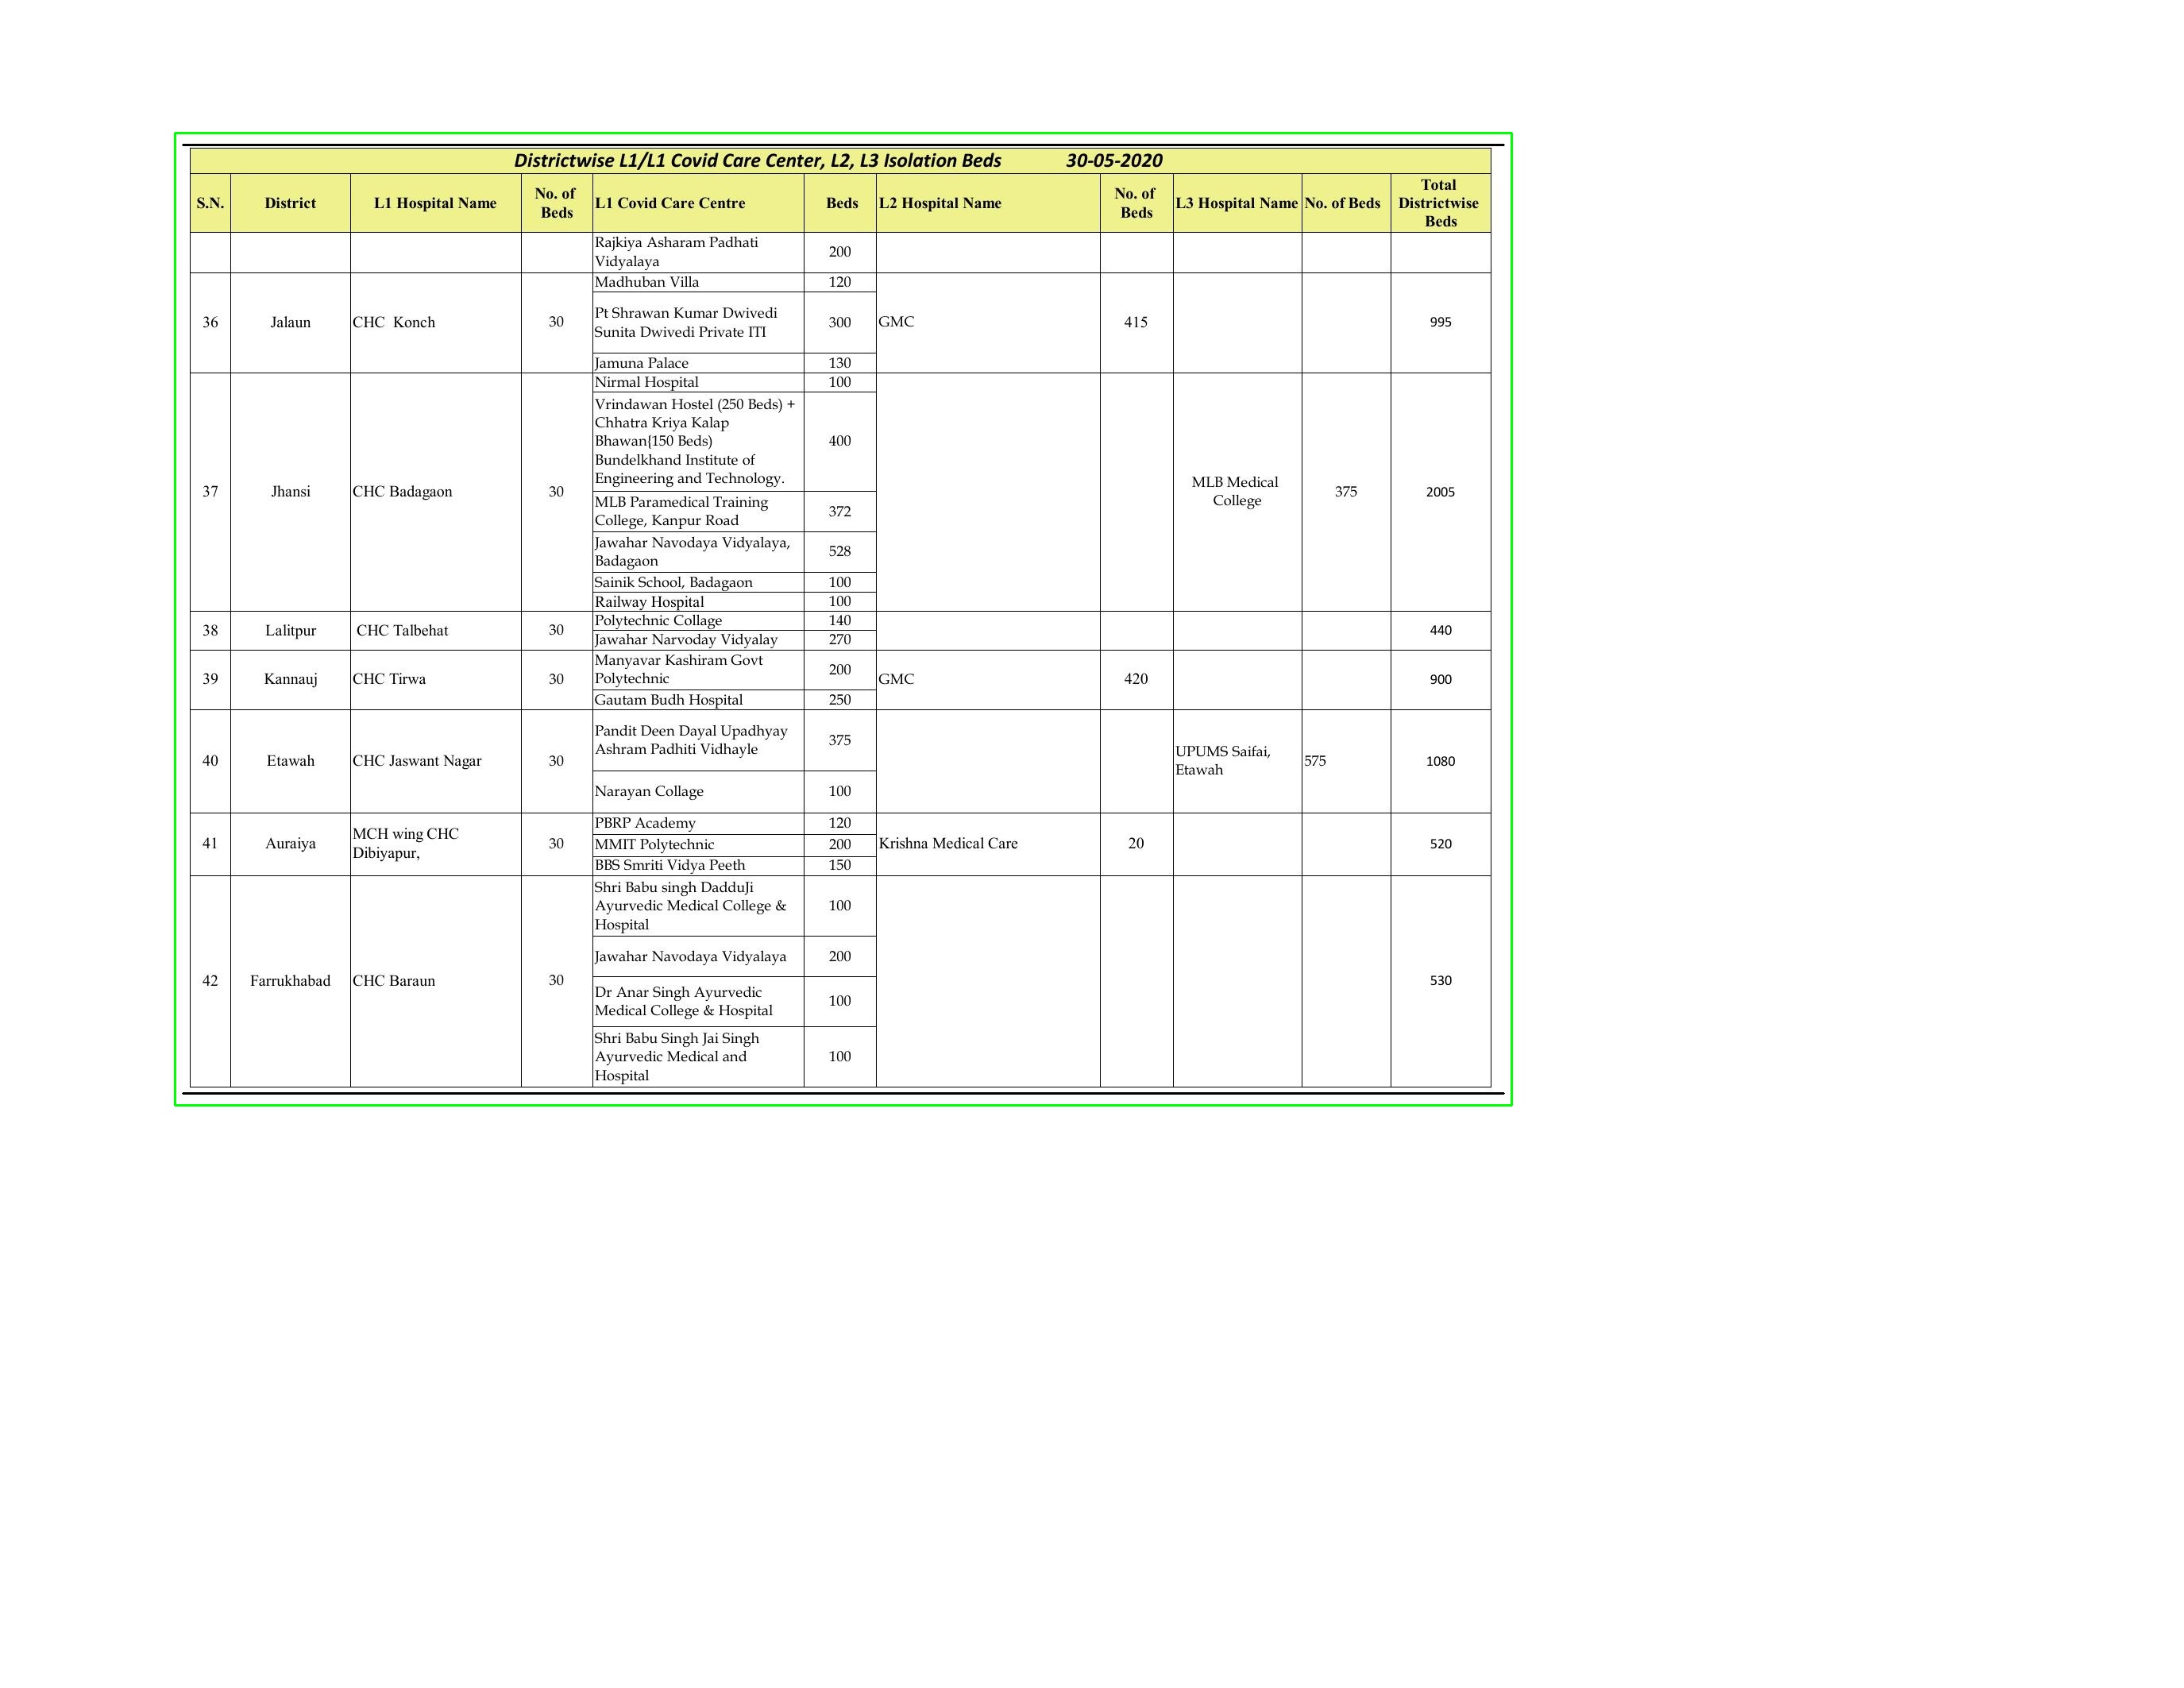 Districtwise L1/L1 Covid Care Center, L2, L3 Isolation Beds 30-05-2020
S.N. District L1 Hospital Name No. of Beds L1 Covid Care Centre Beds L2 Hospital Name No. of Beds L3 Hospital Name No. of Beds Total Districtwise Beds
Rajkiya Asharam Padhati
Vidyalaya
200
36 Jalaun CHC Konch 30
Madhuban Villa 120
Pt Shrawan Kumar Dwivedi
Sunita Dwivedi Private ITI
300
Jamuna Palace 130
GMC 415 995
37 Jhansi CHC Badagaon 30
Nirmal Hospital 100
Vrindawan Hostel (250 Beds) +
Chhatra Kriya Kalap
Bhawan{150 Beds)
Bundelkhand Institute of
Engineering and Technology.
400
MLB Paramedical Training
College, Kanpur Road
372
Jawahar Navodaya Vidyalaya,
Badagaon
528
Sainik School, Badagaon 100
Railway Hospital 100
MLB Medical
College
375 2005
38 Lalitpur CHC Talbehat 30
Polytechnic Collage 140
Jawahar Narvoday Vidyalay 270
440
39 Kannauj CHC Tirwa 30
Manyavar Kashiram Govt
Polytechnic
200
Gautam Budh Hospital 250
GMC 420 900
40 Etawah CHC Jaswant Nagar 30
Pandit Deen Dayal Upadhyay
Ashram Padhiti Vidhayle
375
Narayan Collage 100
UPUMS Saifai,
Etawah
575 1080
41 Auraiya
MCH wing CHC
Dibiyapur,
30
PBRP Academy 120
MMIT Polytechnic 200
BBS Smriti Vidya Peeth 150
Krishna Medical Care 20 520
42 Farrukhabad CHC Baraun 30
Shri Babu singh DadduJi
Ayurvedic Medical College &
Hospital
100
Jawahar Navodaya Vidyalaya 200
Dr Anar Singh Ayurvedic
Medical College & Hospital
100
Shri Babu Singh Jai Singh
Ayurvedic Medical and
Hospital
100
530